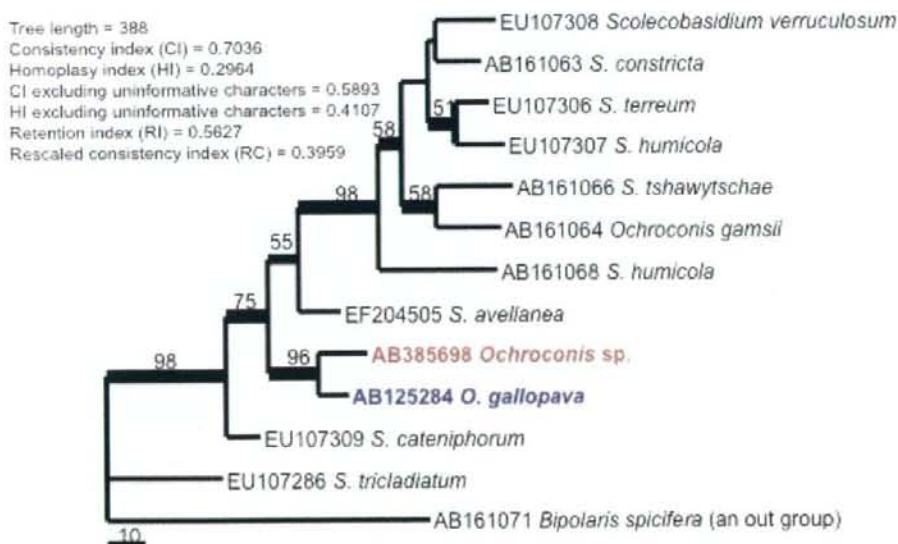 Tree length = 388
Consistency index (CI) = 0.7036
Homoplasy index (HI) = 0.2964
CI excluding uninformative characters = 0.5893
HI excluding uninformative characters = 0.4107
Retention index (RI) = 0.5627
Rescaled consistency index (RC) = 0.3959
EU107308 Scolecobasidium verruculosum
AB161063 S. constricta
51
EU107306 S. terreum
58
EU107307 S. humicola
98
58
AB161066 S. tshawytschae
AB161064 Ochroconis gamsii
55
AB161068 S. humicola
75
EF204505 S. avellanea
98
96
AB385698 Ochroconis sp.
AB125284 O. gallopava
EU107309 S. cateniphorum
EU107286 S. tricladiatum
AB161071 Bipolaris spicifera (an out group)
10